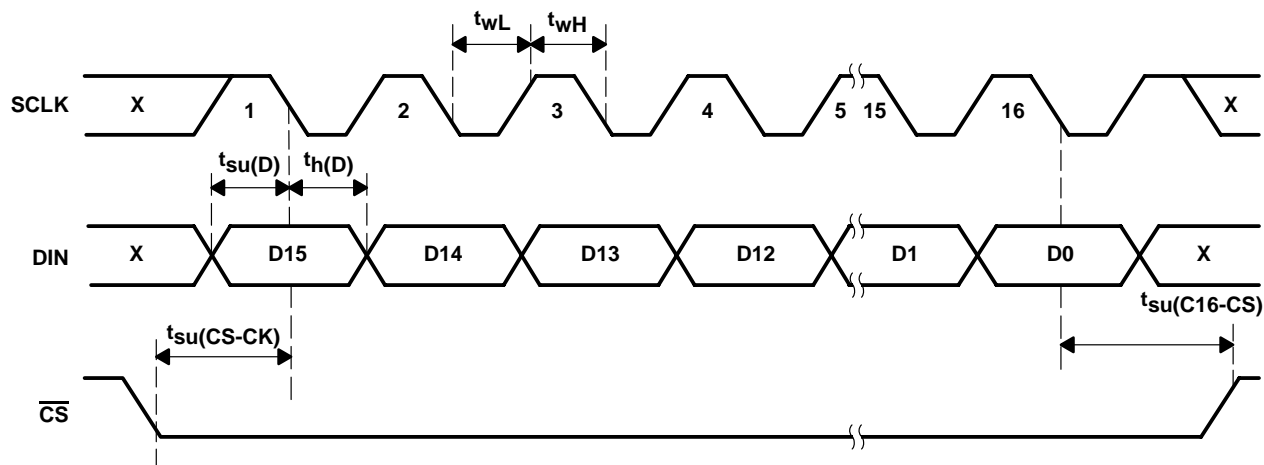 twL twH
SCLK X 1 2 3 4 5 15 16 X
tsu(D) th(D)
DIN X D15 D14 D13 D12 D1 D0 X
tsu(CS-CK) tsu(C16-CS)
CS